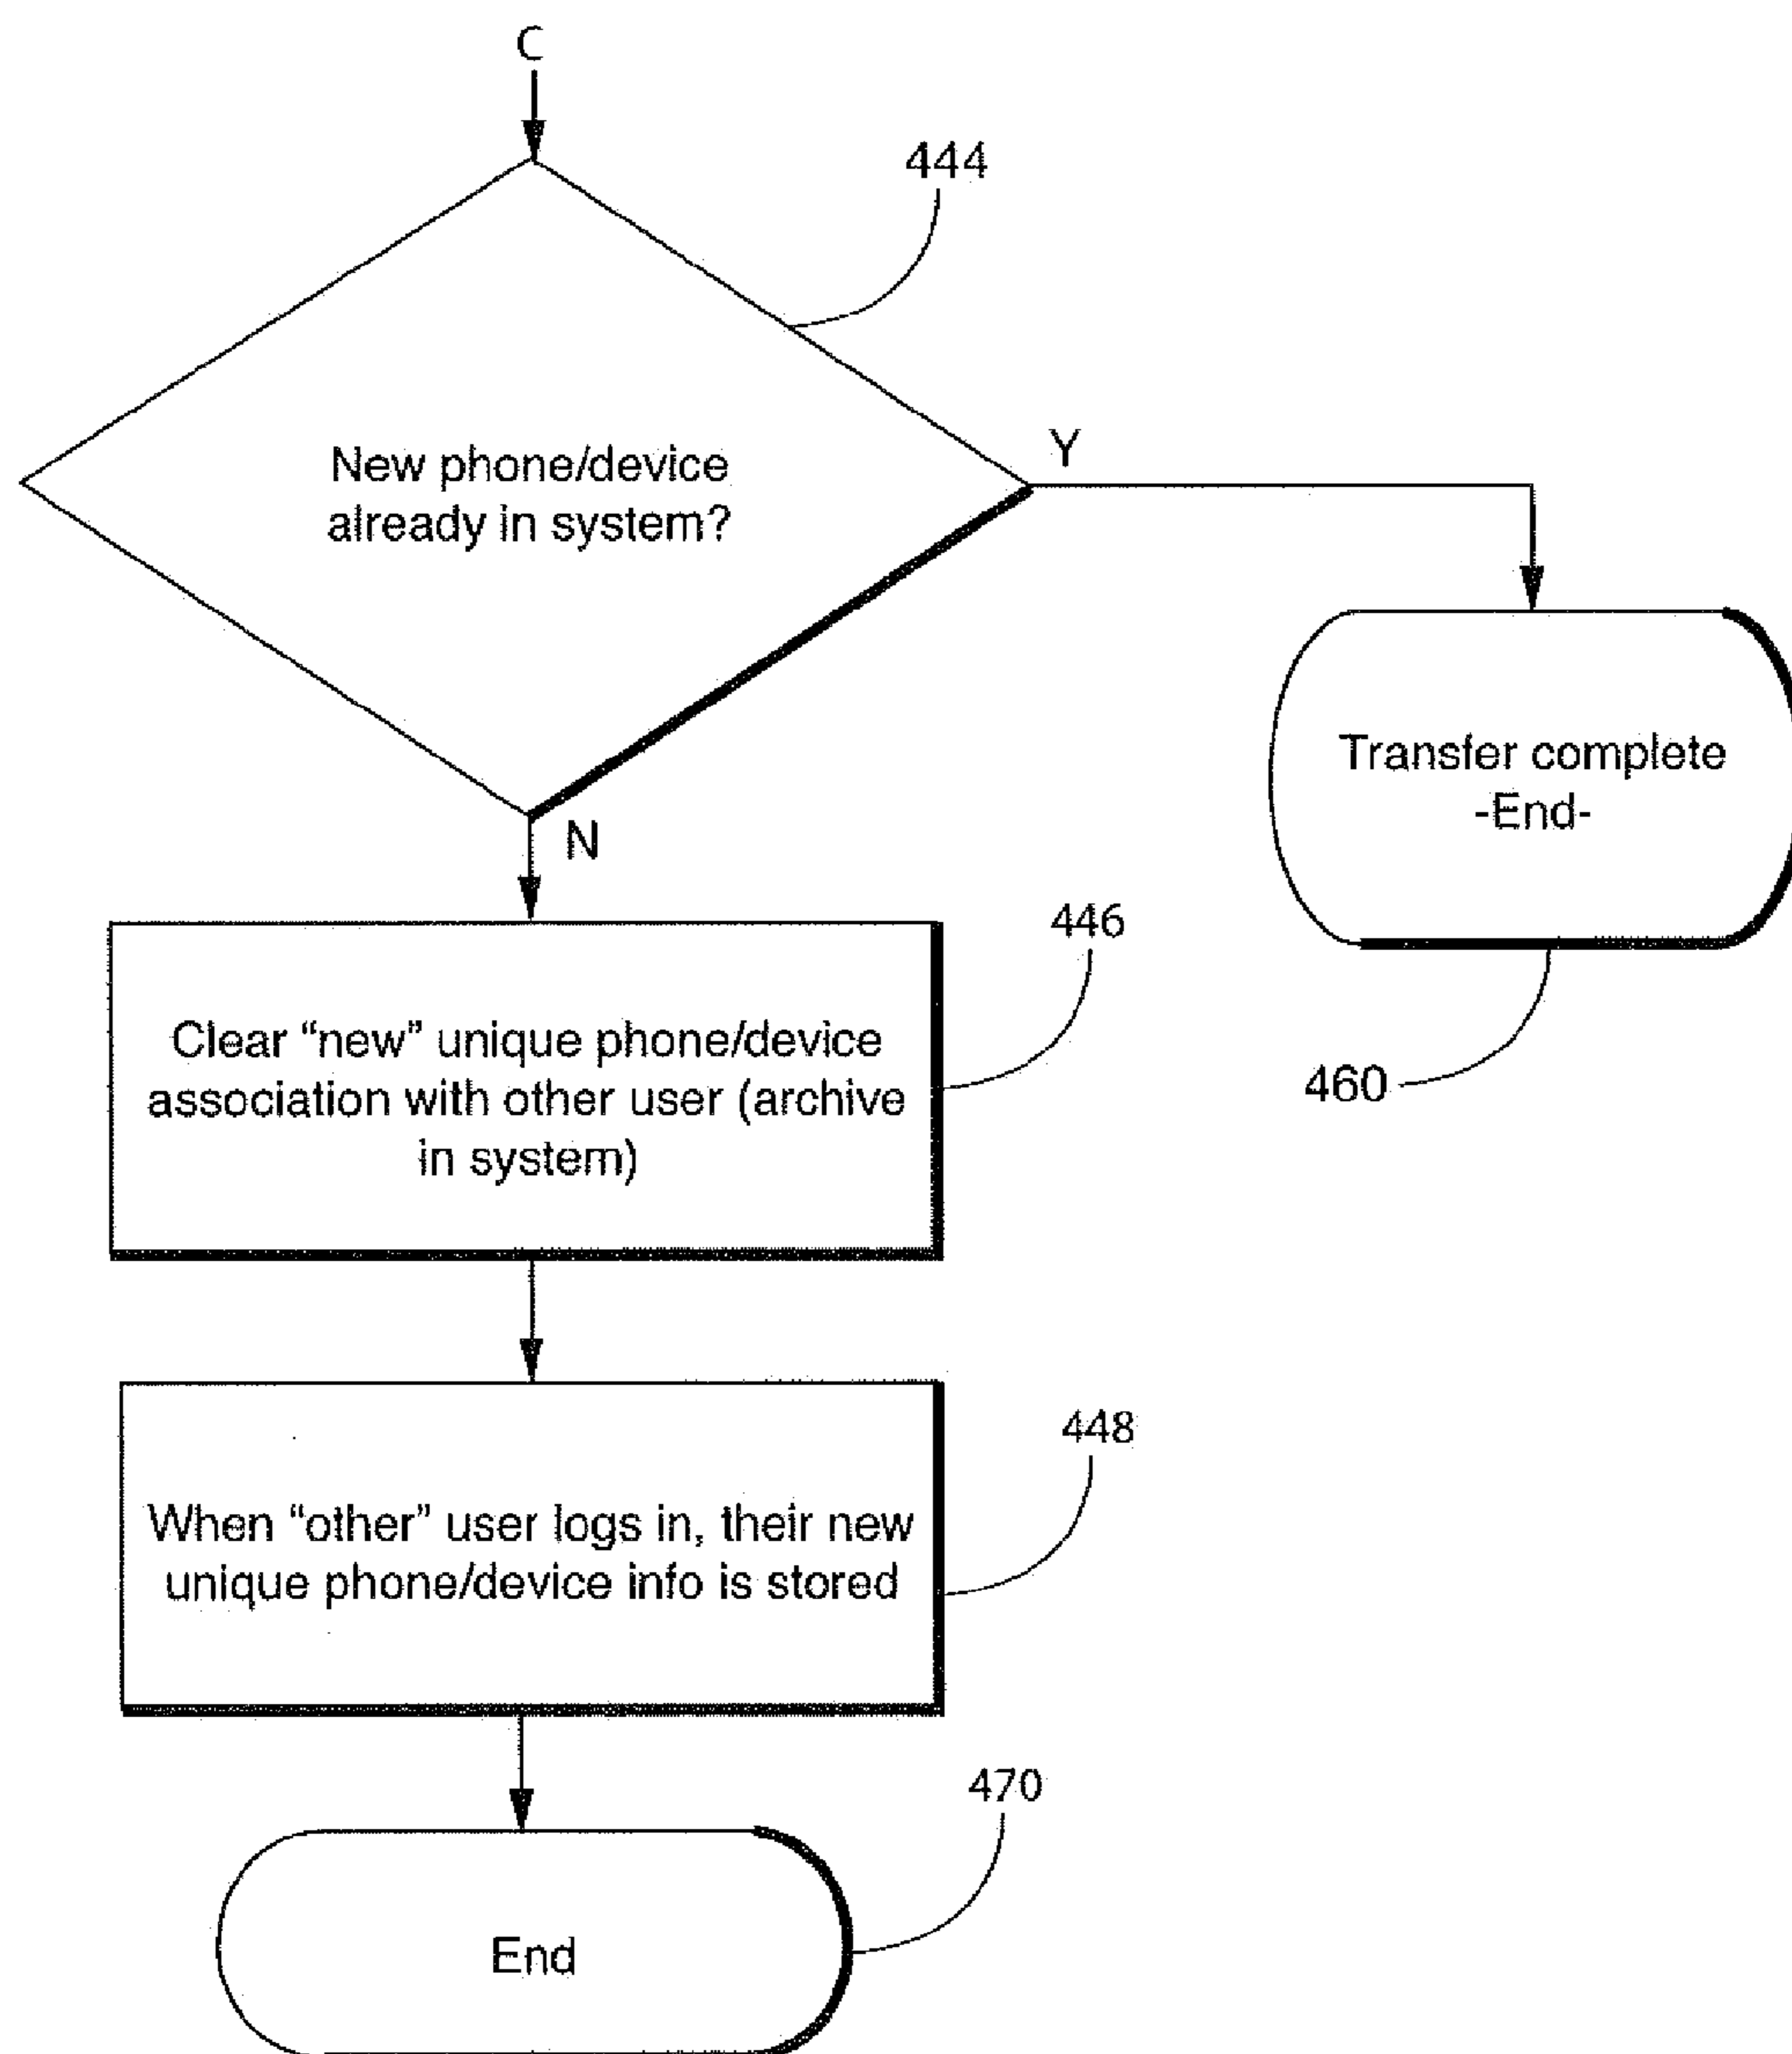 C
444
New phone/device
already in system?
Y
N
Transfer complete
-End-
460
446
Clear “new” unique phone/device
association with other user (archive
in system)
448
When “other” user logs in, their new
unique phone/device info is stored
470
End